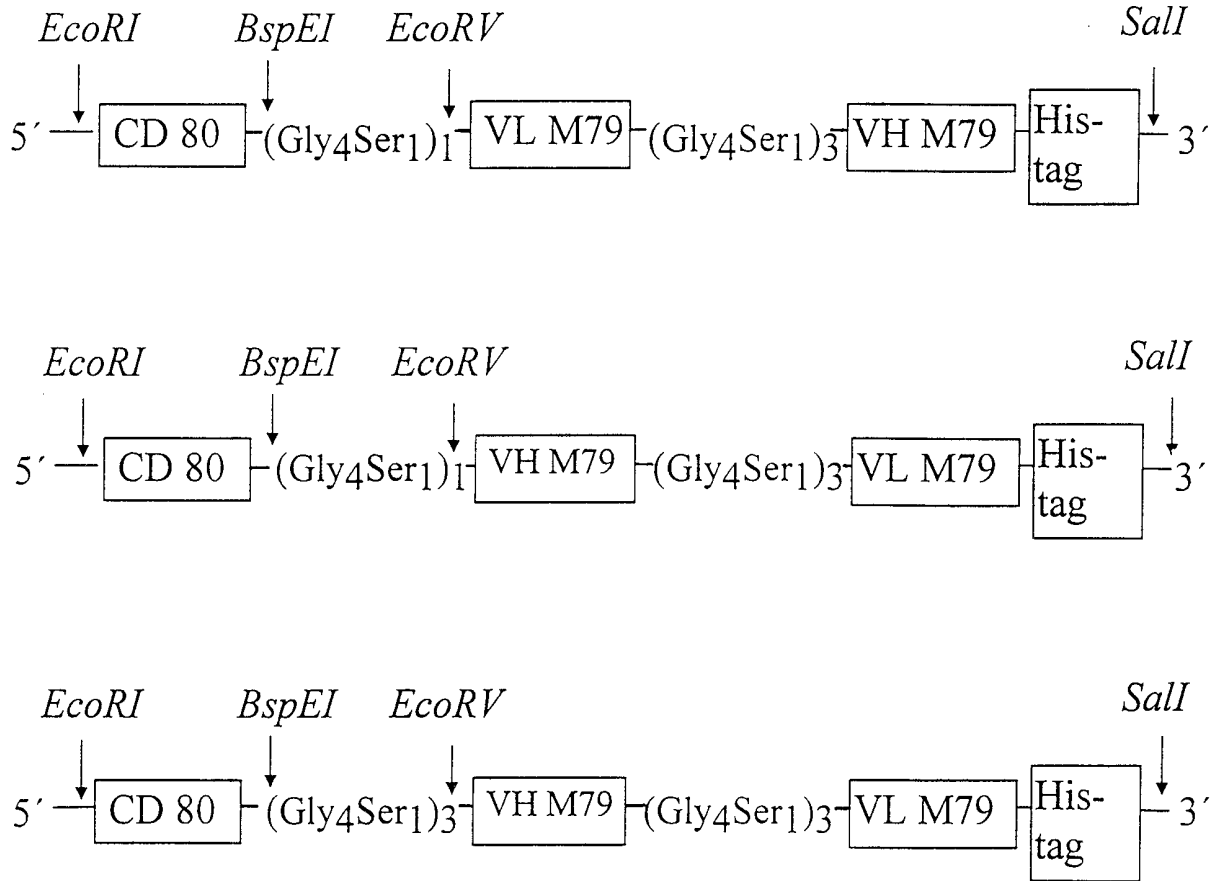 EcoRI BspEI EcoRV SalI
5´ CD 80 (Gly4Ser1)1 VL M79 (Gly4Ser1)3 VH M79 His-tag 3´
EcoRI BspEI EcoRV SalI
5´ CD 80 (Gly4Ser1)1 VH M79 (Gly4Ser1)3 VL M79 His-tag 3´
EcoRI BspEI EcoRV SalI
5´ CD 80 (Gly4Ser1)3 VH M79 (Gly4Ser1)3 VL M79 His-tag 3´